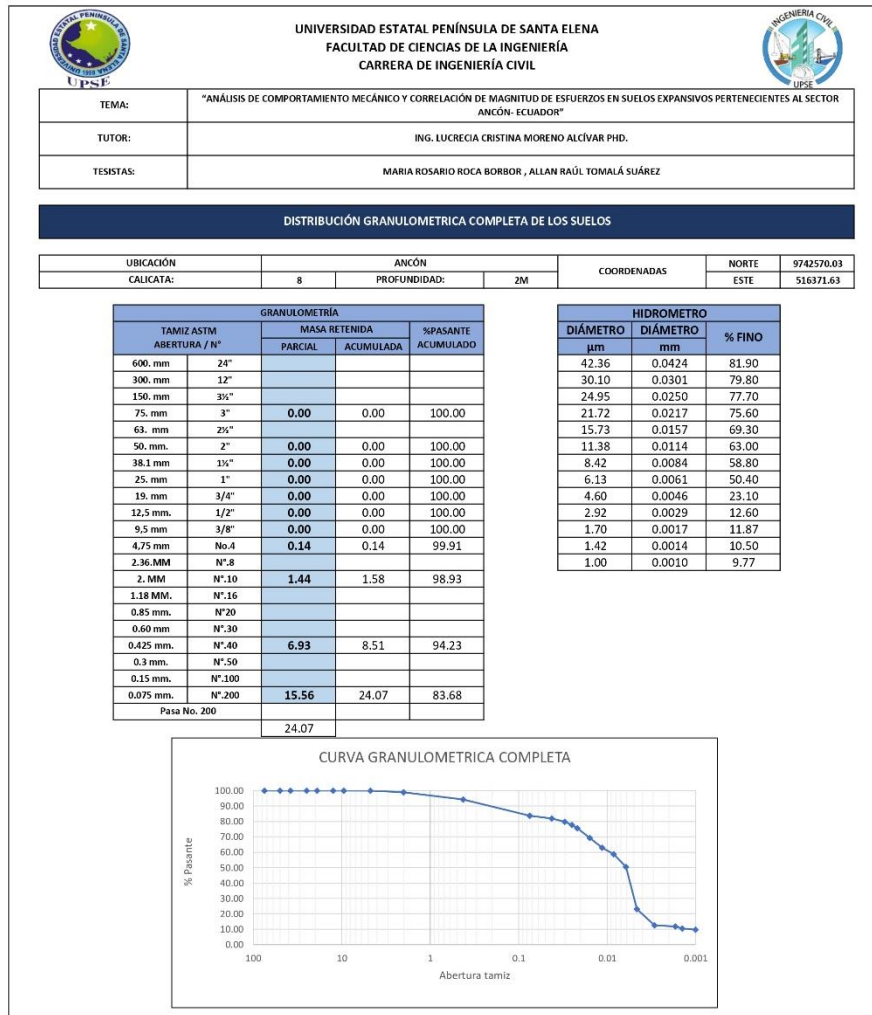 UNIVERSIDAD ESTATAL PENÍNSULA DE SANTA ELENA
FACULTAD DE CIENCIAS DE LA INGENIERÍA
CARRERA DE INGENIERÍA CIVIL
UNIVERSIDAD ESTATAL PENINSULA DE SANTA ELENA
UPSE
INGENIERIA CIVIL
UPSE
TEMA: "ANÁLISIS DE COMPORTAMIENTO MECÁNICO Y CORRELACIÓN DE MAGNITUD DE ESFUERZOS EN SUELOS EXPANSIVOS PERTENECIENTES AL SECTOR
ANCÓN- ECUADOR"
TUTOR: ING. LUCRECIA CRISTINA MORENO ALCÍVAR PHD.
TESISTAS: MARIA ROSARIO ROCA BORBOR , ALLAN RAÚL TOMALÁ SUÁREZ
DISTRIBUCIÓN GRANULOMETRICA COMPLETA DE LOS SUELOS
UBICACIÓN ANCÓN COORDENADAS NORTE 9742570.03
CALICATA: 8 PROFUNDIDAD: 2M ESTE 516371.63
GRANULOMETRÍA
TAMIZ ASTM MASA RETENIDA %PASANTE
ABERTURA / N° PARCIAL ACUMULADA ACUMULADO
600. mm 24"
300. mm 12"
150. mm 3½"
75. mm 3" 0.00 0.00 100.00
63. mm 2½"
50. mm. 2" 0.00 0.00 100.00
38.1 mm 1½" 0.00 0.00 100.00
25. mm 1" 0.00 0.00 100.00
19. mm 3/4" 0.00 0.00 100.00
12,5 mm. 1/2" 0.00 0.00 100.00
9,5 mm 3/8" 0.00 0.00 100.00
4,75 mm No.4 0.14 0.14 99.91
2.36.MM N°.8
2. MM N°.10 1.44 1.58 98.93
1.18 MM. N°.16
0.85 mm. N°20
0.60 mm N°.30
0.425 mm. N°.40 6.93 8.51 94.23
0.3 mm. N°.50
0.15 mm. N°.100
0.075 mm. N°.200 15.56 24.07 83.68
Pasa No. 200
24.07
HIDROMETRO
DIÁMETRO DIÁMETRO % FINO
µm mm
42.36 0.0424 81.90
30.10 0.0301 79.80
24.95 0.0250 77.70
21.72 0.0217 75.60
15.73 0.0157 69.30
11.38 0.0114 63.00
8.42 0.0084 58.80
6.13 0.0061 50.40
4.60 0.0046 23.10
2.92 0.0029 12.60
1.70 0.0017 11.87
1.42 0.0014 10.50
1.00 0.0010 9.77
CURVA GRANULOMETRICA COMPLETA
% Pasante
100.00
90.00
80.00
70.00
60.00
50.00
40.00
30.00
20.00
10.00
0.00
100 10 1 0.1 0.01 0.001
Abertura tamiz